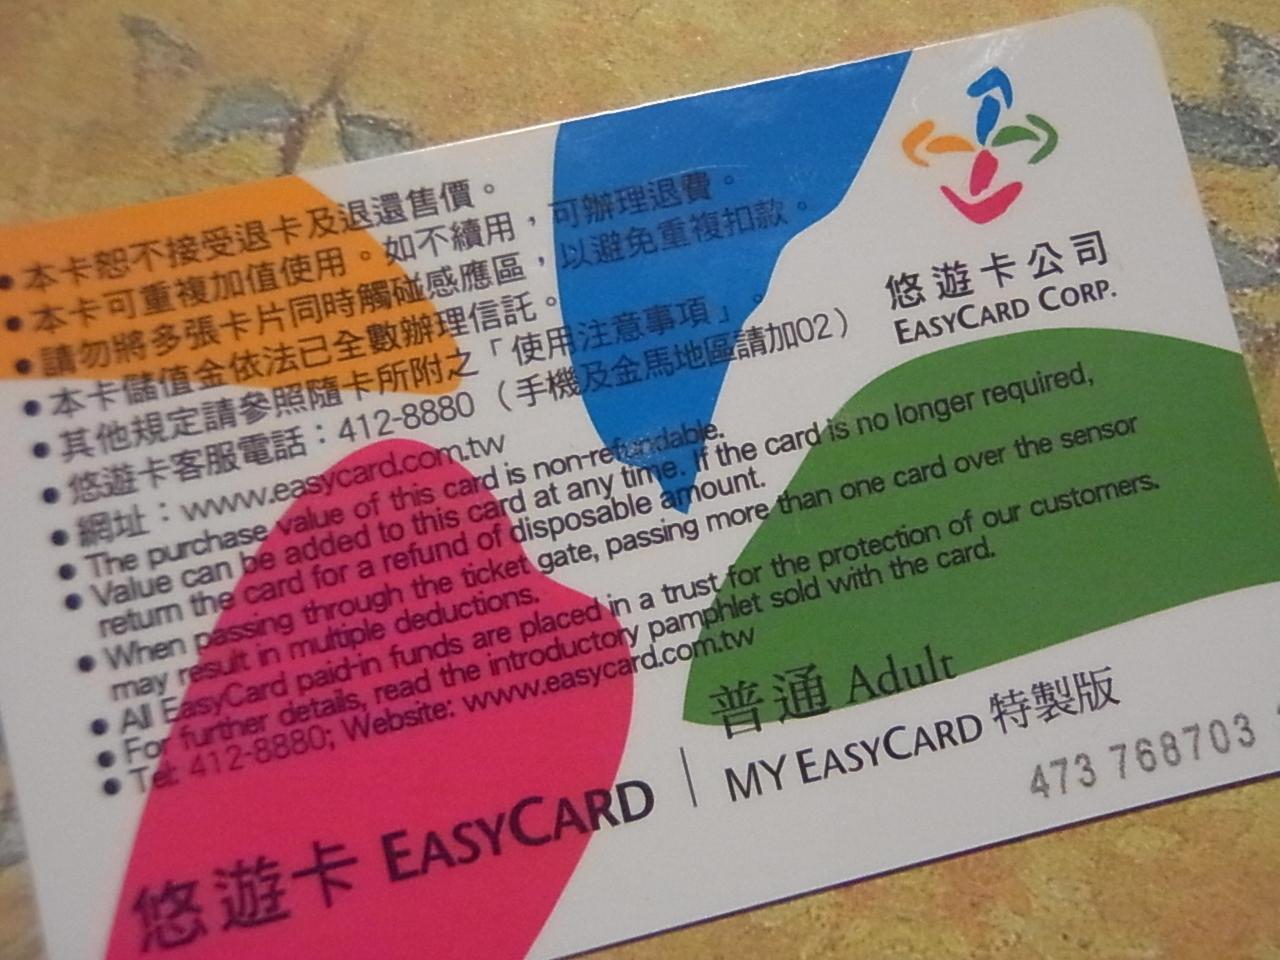 悠遊卡公司
EASYCARD CORP.
• 本卡恕不接受退卡及退還售價。
• 本卡可重複加值使用。如不續用，可辦理退費。
• 請勿將多張卡片同時觸碰感應區，以避免重複扣款。
• 本卡儲值金依法已全數辦理信託。
• 其他規定請參照隨卡所附之「使用注意事項」。
• 悠遊卡客服電話：412-8880（手機及金馬地區請加02）
• 網址：www.easycard.com.tw
• The purchase value of this card is non-refundable.
• Value can be added to this card at any time. If the card is no longer required,
return the card for a refund of disposable amount.
• When passing through the ticket gate, passing more than one card over the sensor
may result in multiple deductions.
• All EasyCard paid-in funds are placed in a trust for the protection of our customers.
• For further details, read the introductory pamphlet sold with the card.
• Tel: 412-8880; Website: www.easycard.com.tw
普通 Adult
悠遊卡 EASYCARD | MY EASYCARD 特製版
473 768703